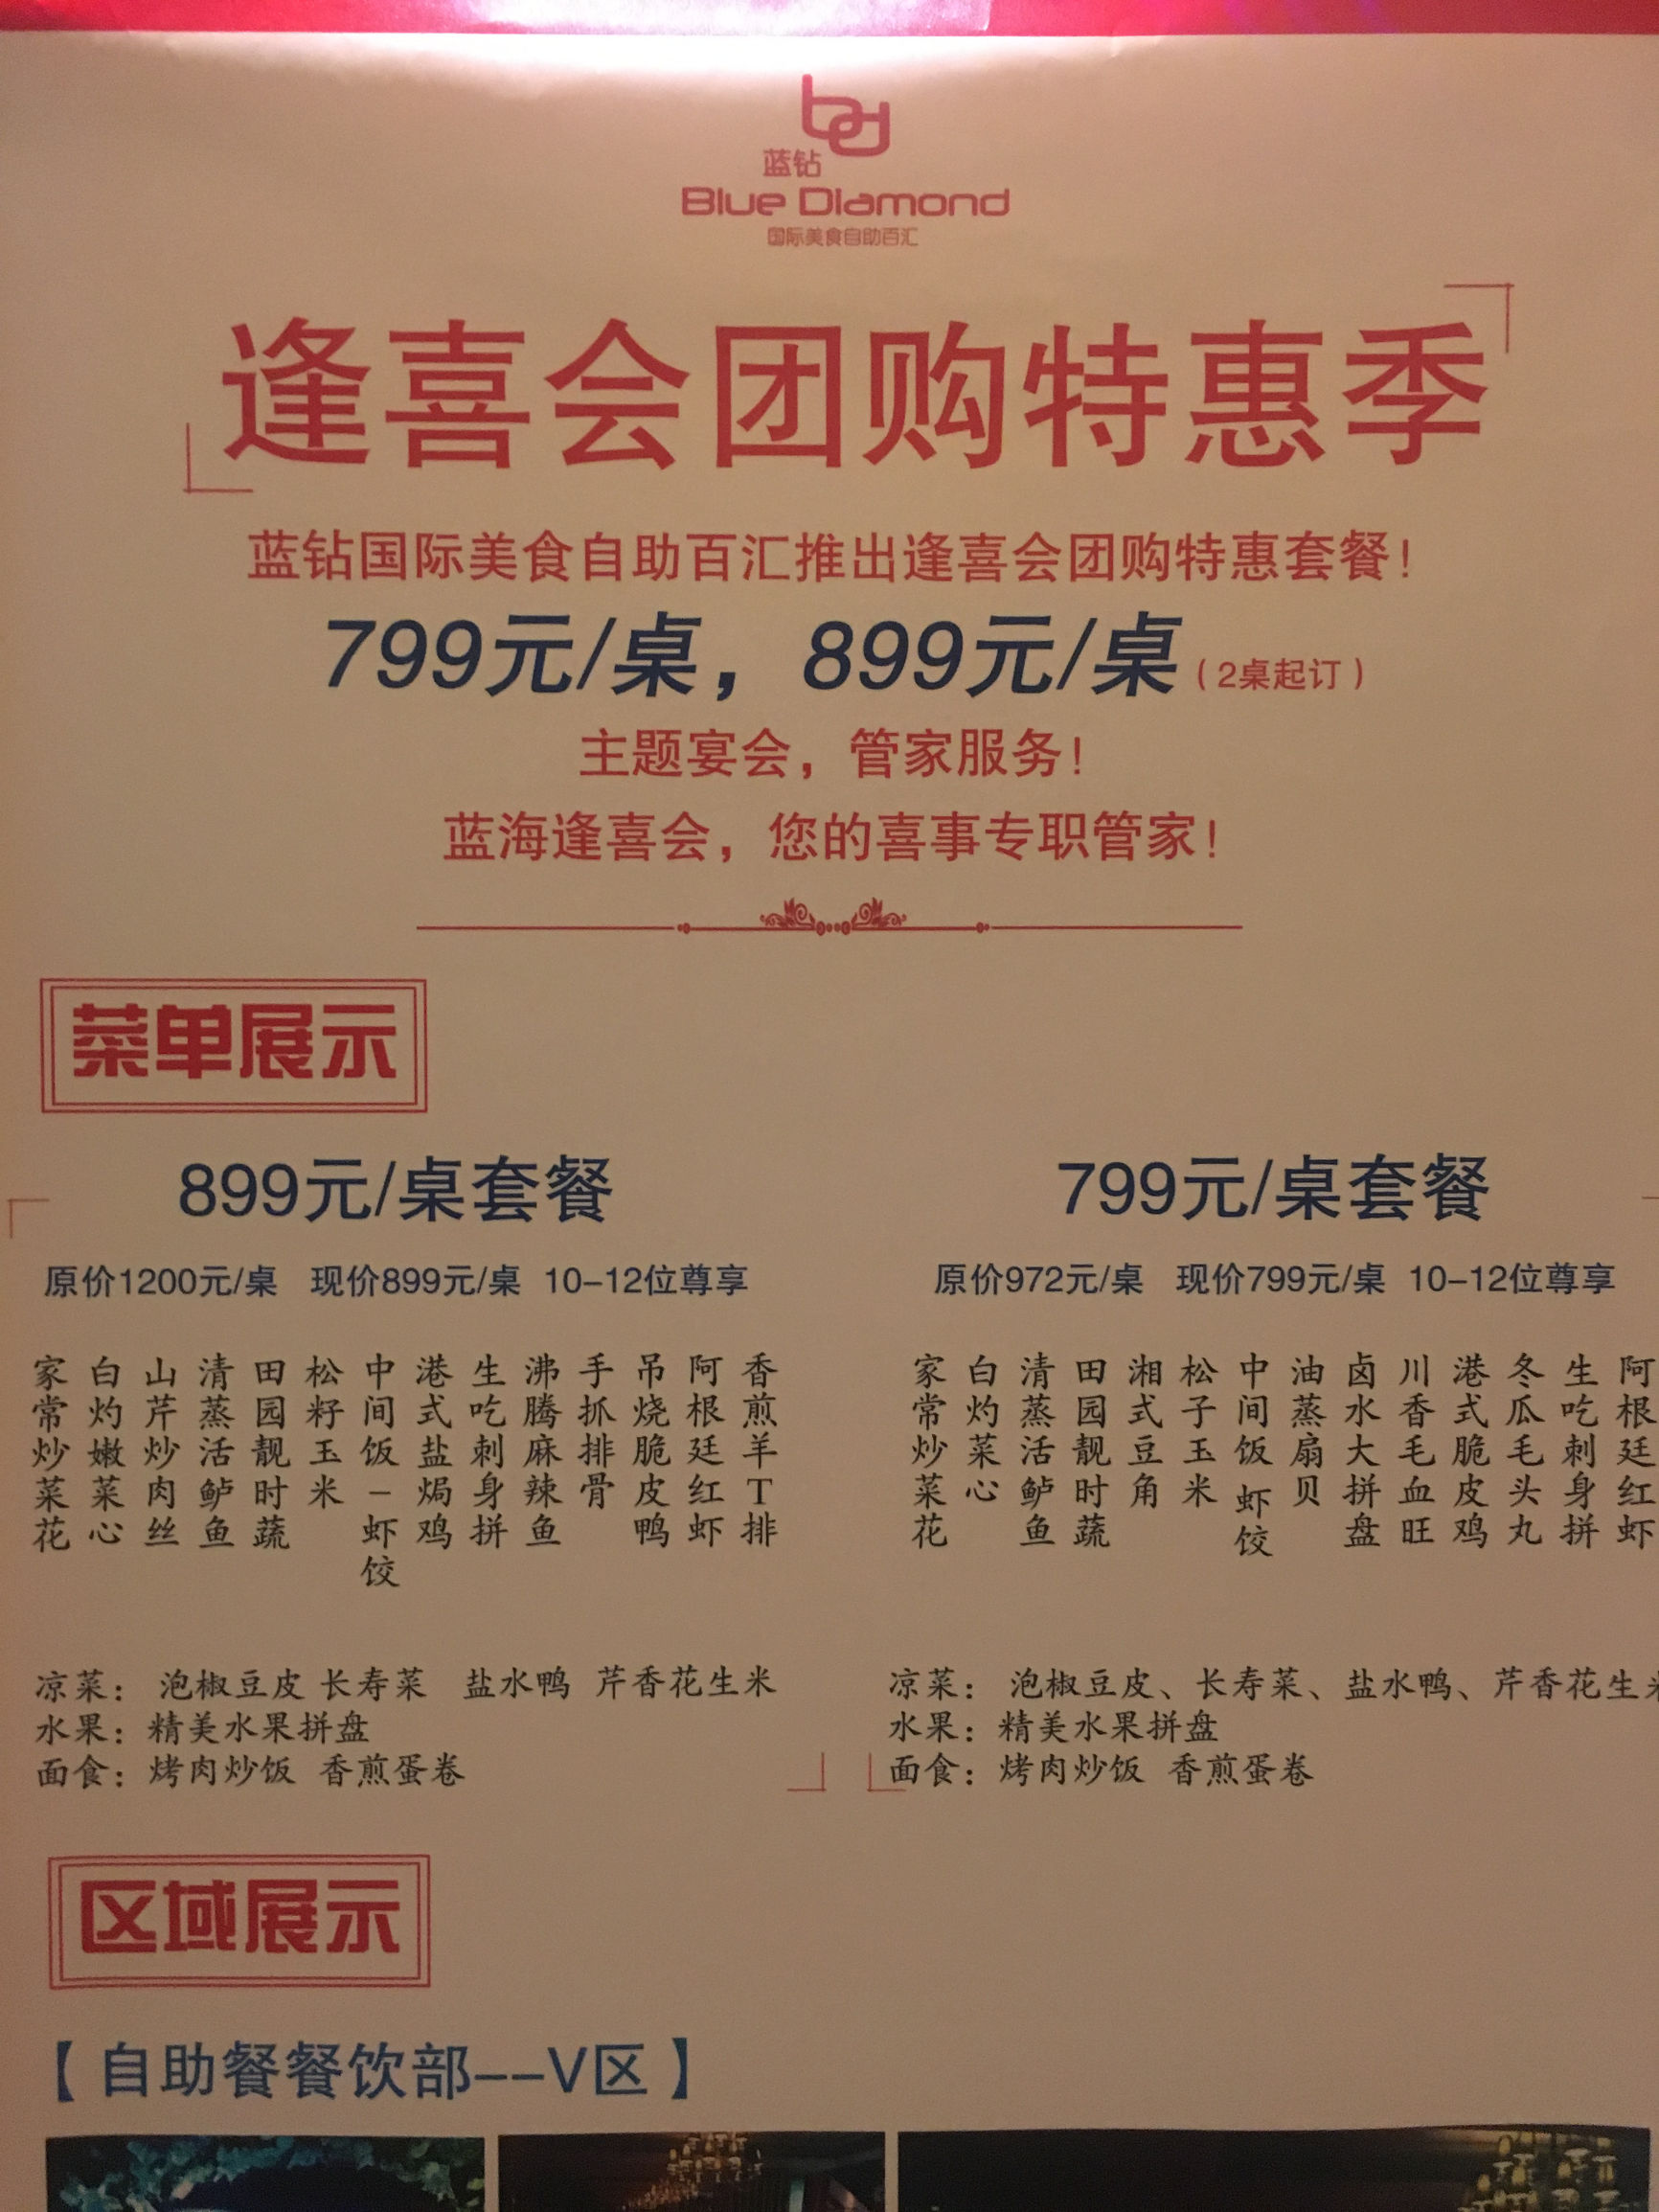 蓝钻
Blue Diamond
国际美食自助百汇
逢喜会团购特惠季
蓝钻国际美食自助百汇推出逢喜会团购特惠套餐！
799元/桌，899元/桌（2桌起订）
主题宴会，管家服务！
蓝海逢喜会，您的喜事专职管家！
菜单展示
899元/桌套餐
原价1200元/桌 现价899元/桌 10-12位尊享
香煎羊T排
阿根廷红虾
吊烧脆皮鸭
手抓排骨
沸腾麻辣鱼
生吃刺身拼
港式盐焗鸡
中间饭-虾饺
松籽玉米
田园靓时蔬
清蒸活鲈鱼
山芹炒肉丝
白灼嫩菜心
家常炒菜花
凉菜： 泡椒豆皮 长寿菜 盐水鸭 芹香花生米
水果：精美水果拼盘
面食：烤肉炒饭 香煎蛋卷
799元/桌套餐
原价972元/桌 现价799元/桌 10-12位尊享
阿根廷红虾
生吃刺身拼
冬瓜毛头丸
港式脆皮鸡
川香毛血旺
卤水大拼盘
油蒸扇贝
中间饭 虾饺
松子玉米
湘式豆角
田园靓时蔬
清蒸活鲈鱼
白灼菜心
家常炒菜花
凉菜： 泡椒豆皮、长寿菜、盐水鸭、芹香花生米
水果：精美水果拼盘
面食：烤肉炒饭 香煎蛋卷
区域展示
【 自助餐餐饮部--V区 】